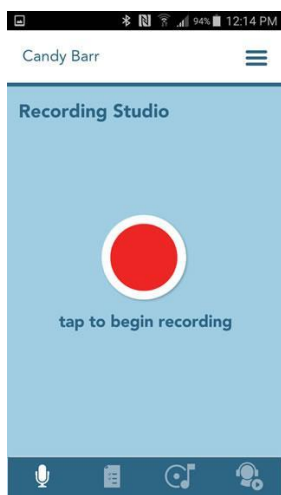 94% 12:14 PM
Candy Barr
Recording Studio
tap to begin recording